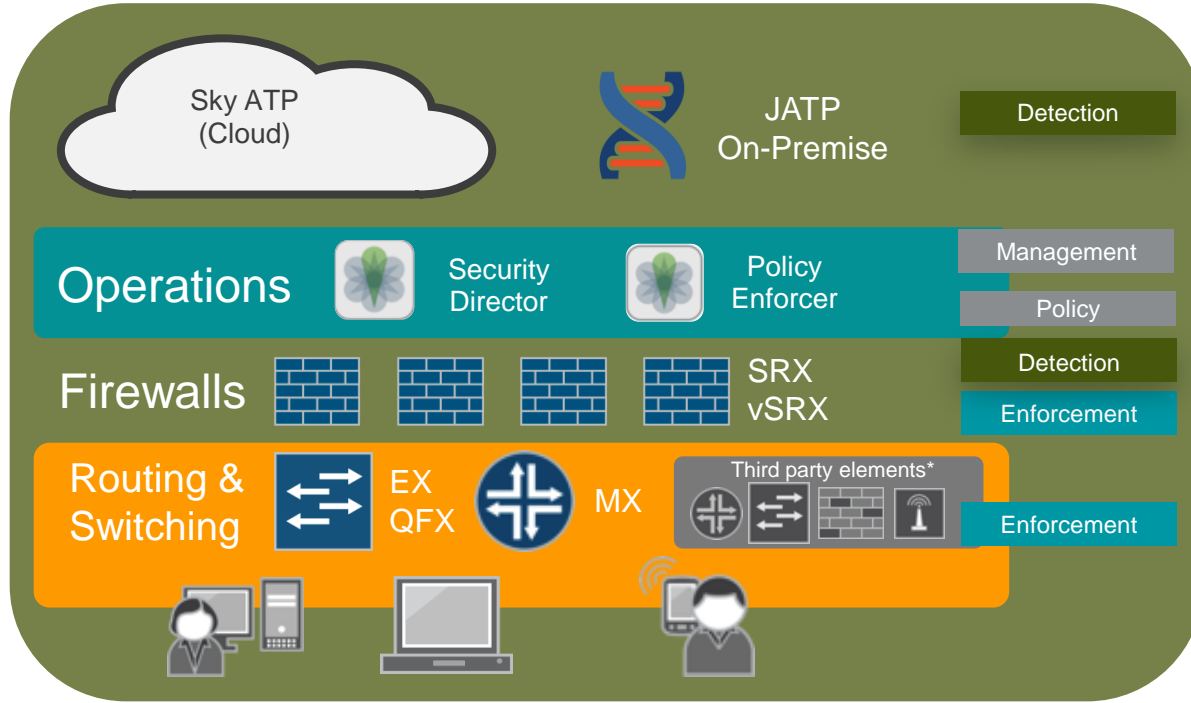 Sky ATP
(Cloud)
JATP
On-Premise
Detection
Operations
Security
Director
Policy
Enforcer
Management
Policy
Firewalls
SRX
vSRX
Detection
Enforcement
Routing &
Switching
EX
QFX
MX
Third party elements*
Enforcement